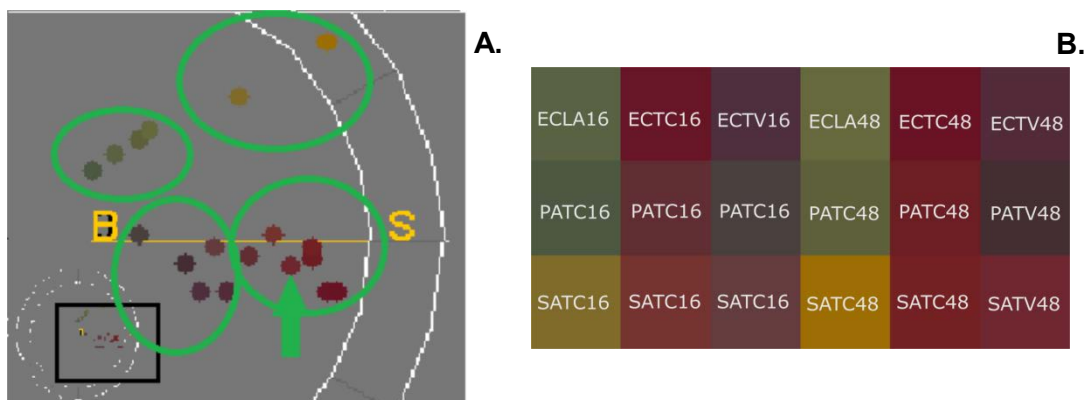 A.
B.
B
S
ECLA16 ECTC16 ECTV16 ECLA48 ECTC48 ECTV48
PATC16 PATC16 PATC16 PATC48 PATC48 PATV48
SATC16 SATC16 SATC16 SATC48 SATC48 SATV48